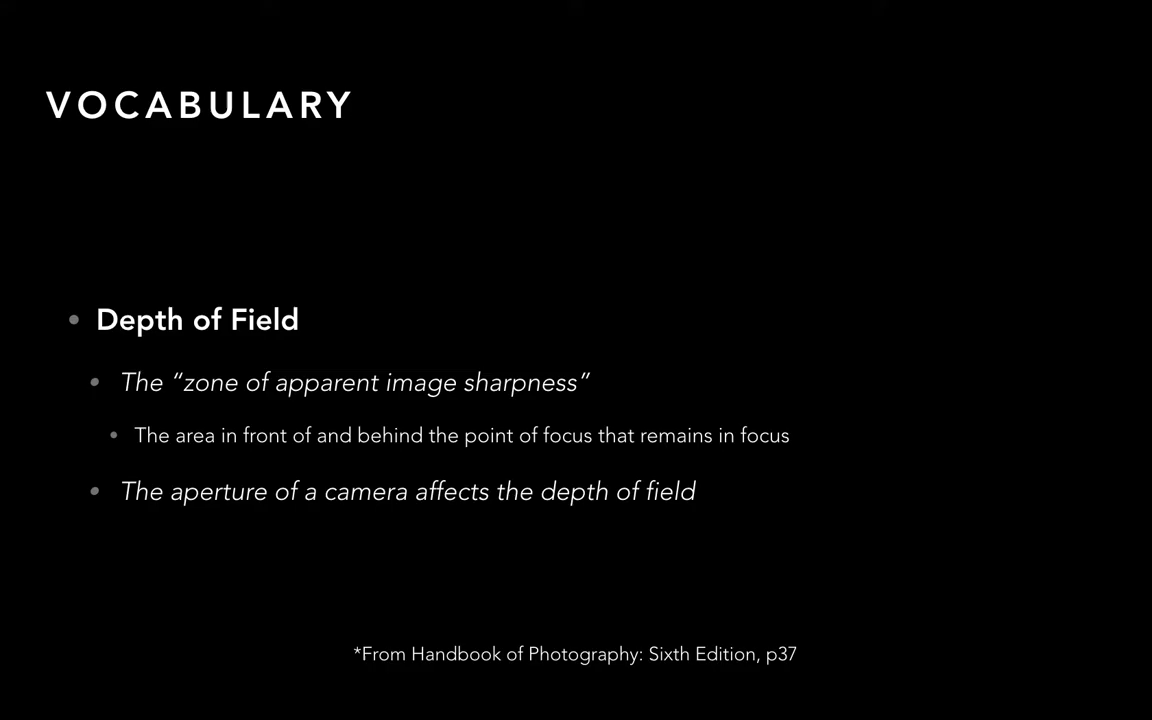 VOCABULARY
• Depth of Field
• The “zone of apparent image sharpness”
• The area in front of and behind the point of focus that remains in focus
• The aperture of a camera affects the depth of field
*From Handbook of Photography: Sixth Edition, p37